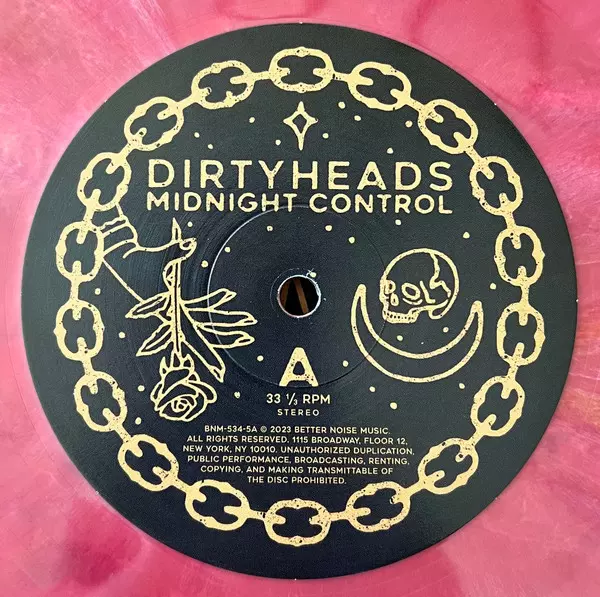 DIRTYHEADS
MIDNIGHT CONTROL
A
33 ⅓ RPM
STEREO
BNM-534-5A © 2023 BETTER NOISE MUSIC.
ALL RIGHTS RESERVED. 1115 BROADWAY, FLOOR 12,
NEW YORK, NY 10010. UNAUTHORIZED DUPLICATION,
PUBLIC PERFORMANCE, BROADCASTING, RENTING,
COPYING, AND MAKING TRANSMITTABLE OF
THE DISC PROHIBITED.